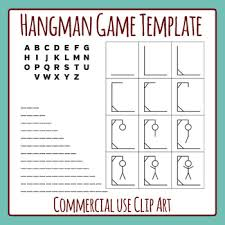 Hangman Game Template
A B C D E F G
H I J K L M N
O P Q R S T U
V W X Y Z
Commercial use Clip Art